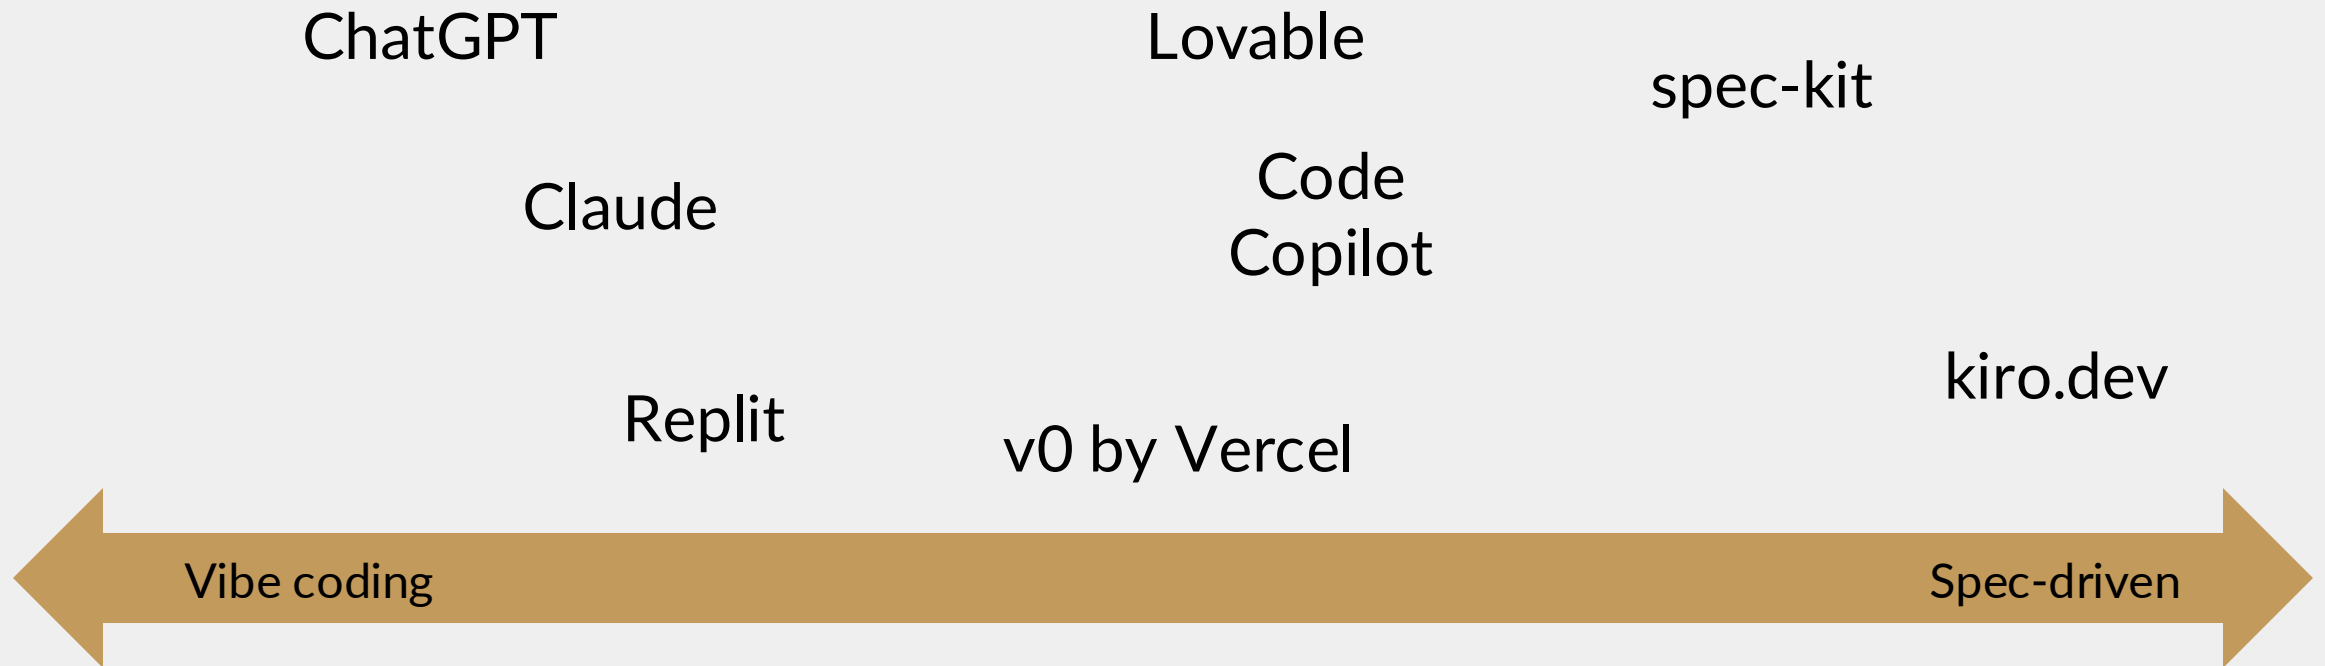 ChatGPT
Lovable
spec-kit
Claude
Code
Copilot
Replit
v0 by Vercel
kiro.dev
Vibe coding
Spec-driven